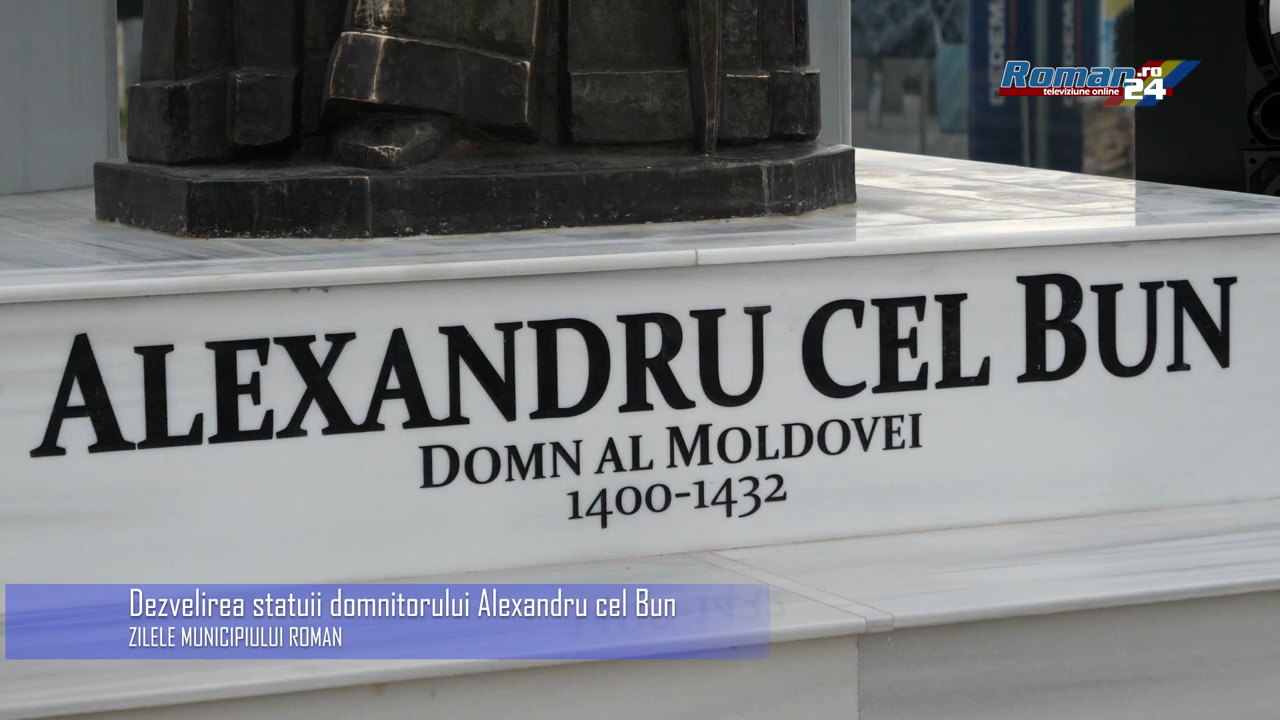 Roman .ro
televiziune online 24
ALEXANDRU CEL BUN
DOMN AL MOLDOVEI
1400-1432
Dezvelirea statuii domnitorului Alexandru cel Bun
ZILELE MUNICIPIULUI ROMAN